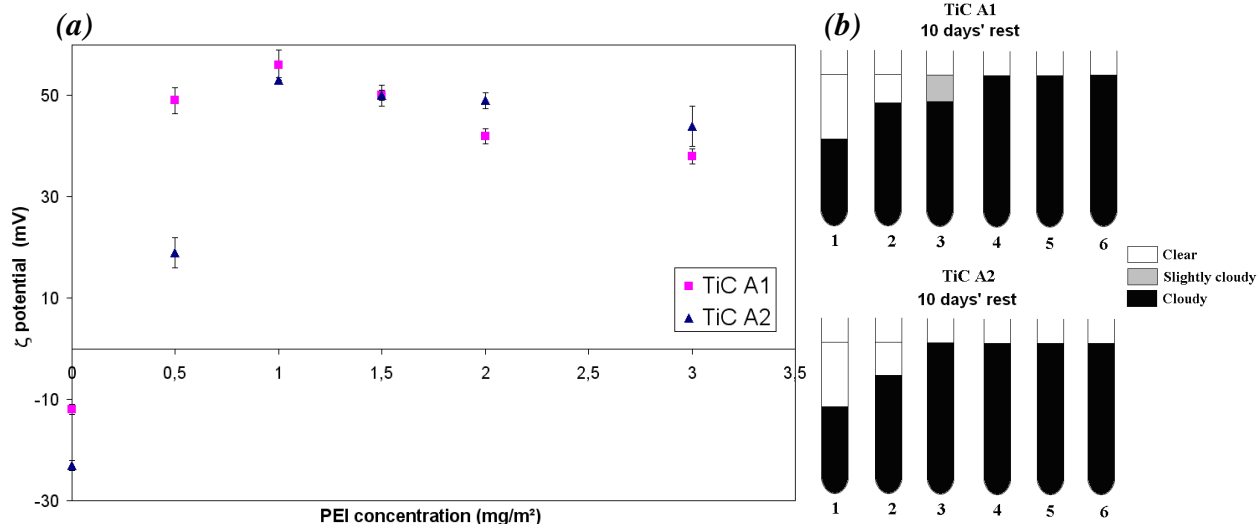 (a)
50
30
10
-10
-30
0
0,5
1
1,5
2
2,5
3
3,5
ζ potential (mV)
PEI concentration (mg/m²)
TiC A1
TiC A2
(b)
TiC A1
10 days' rest
1 2 3 4 5 6
Clear
Slightly cloudy
Cloudy
TiC A2
10 days' rest
1 2 3 4 5 6